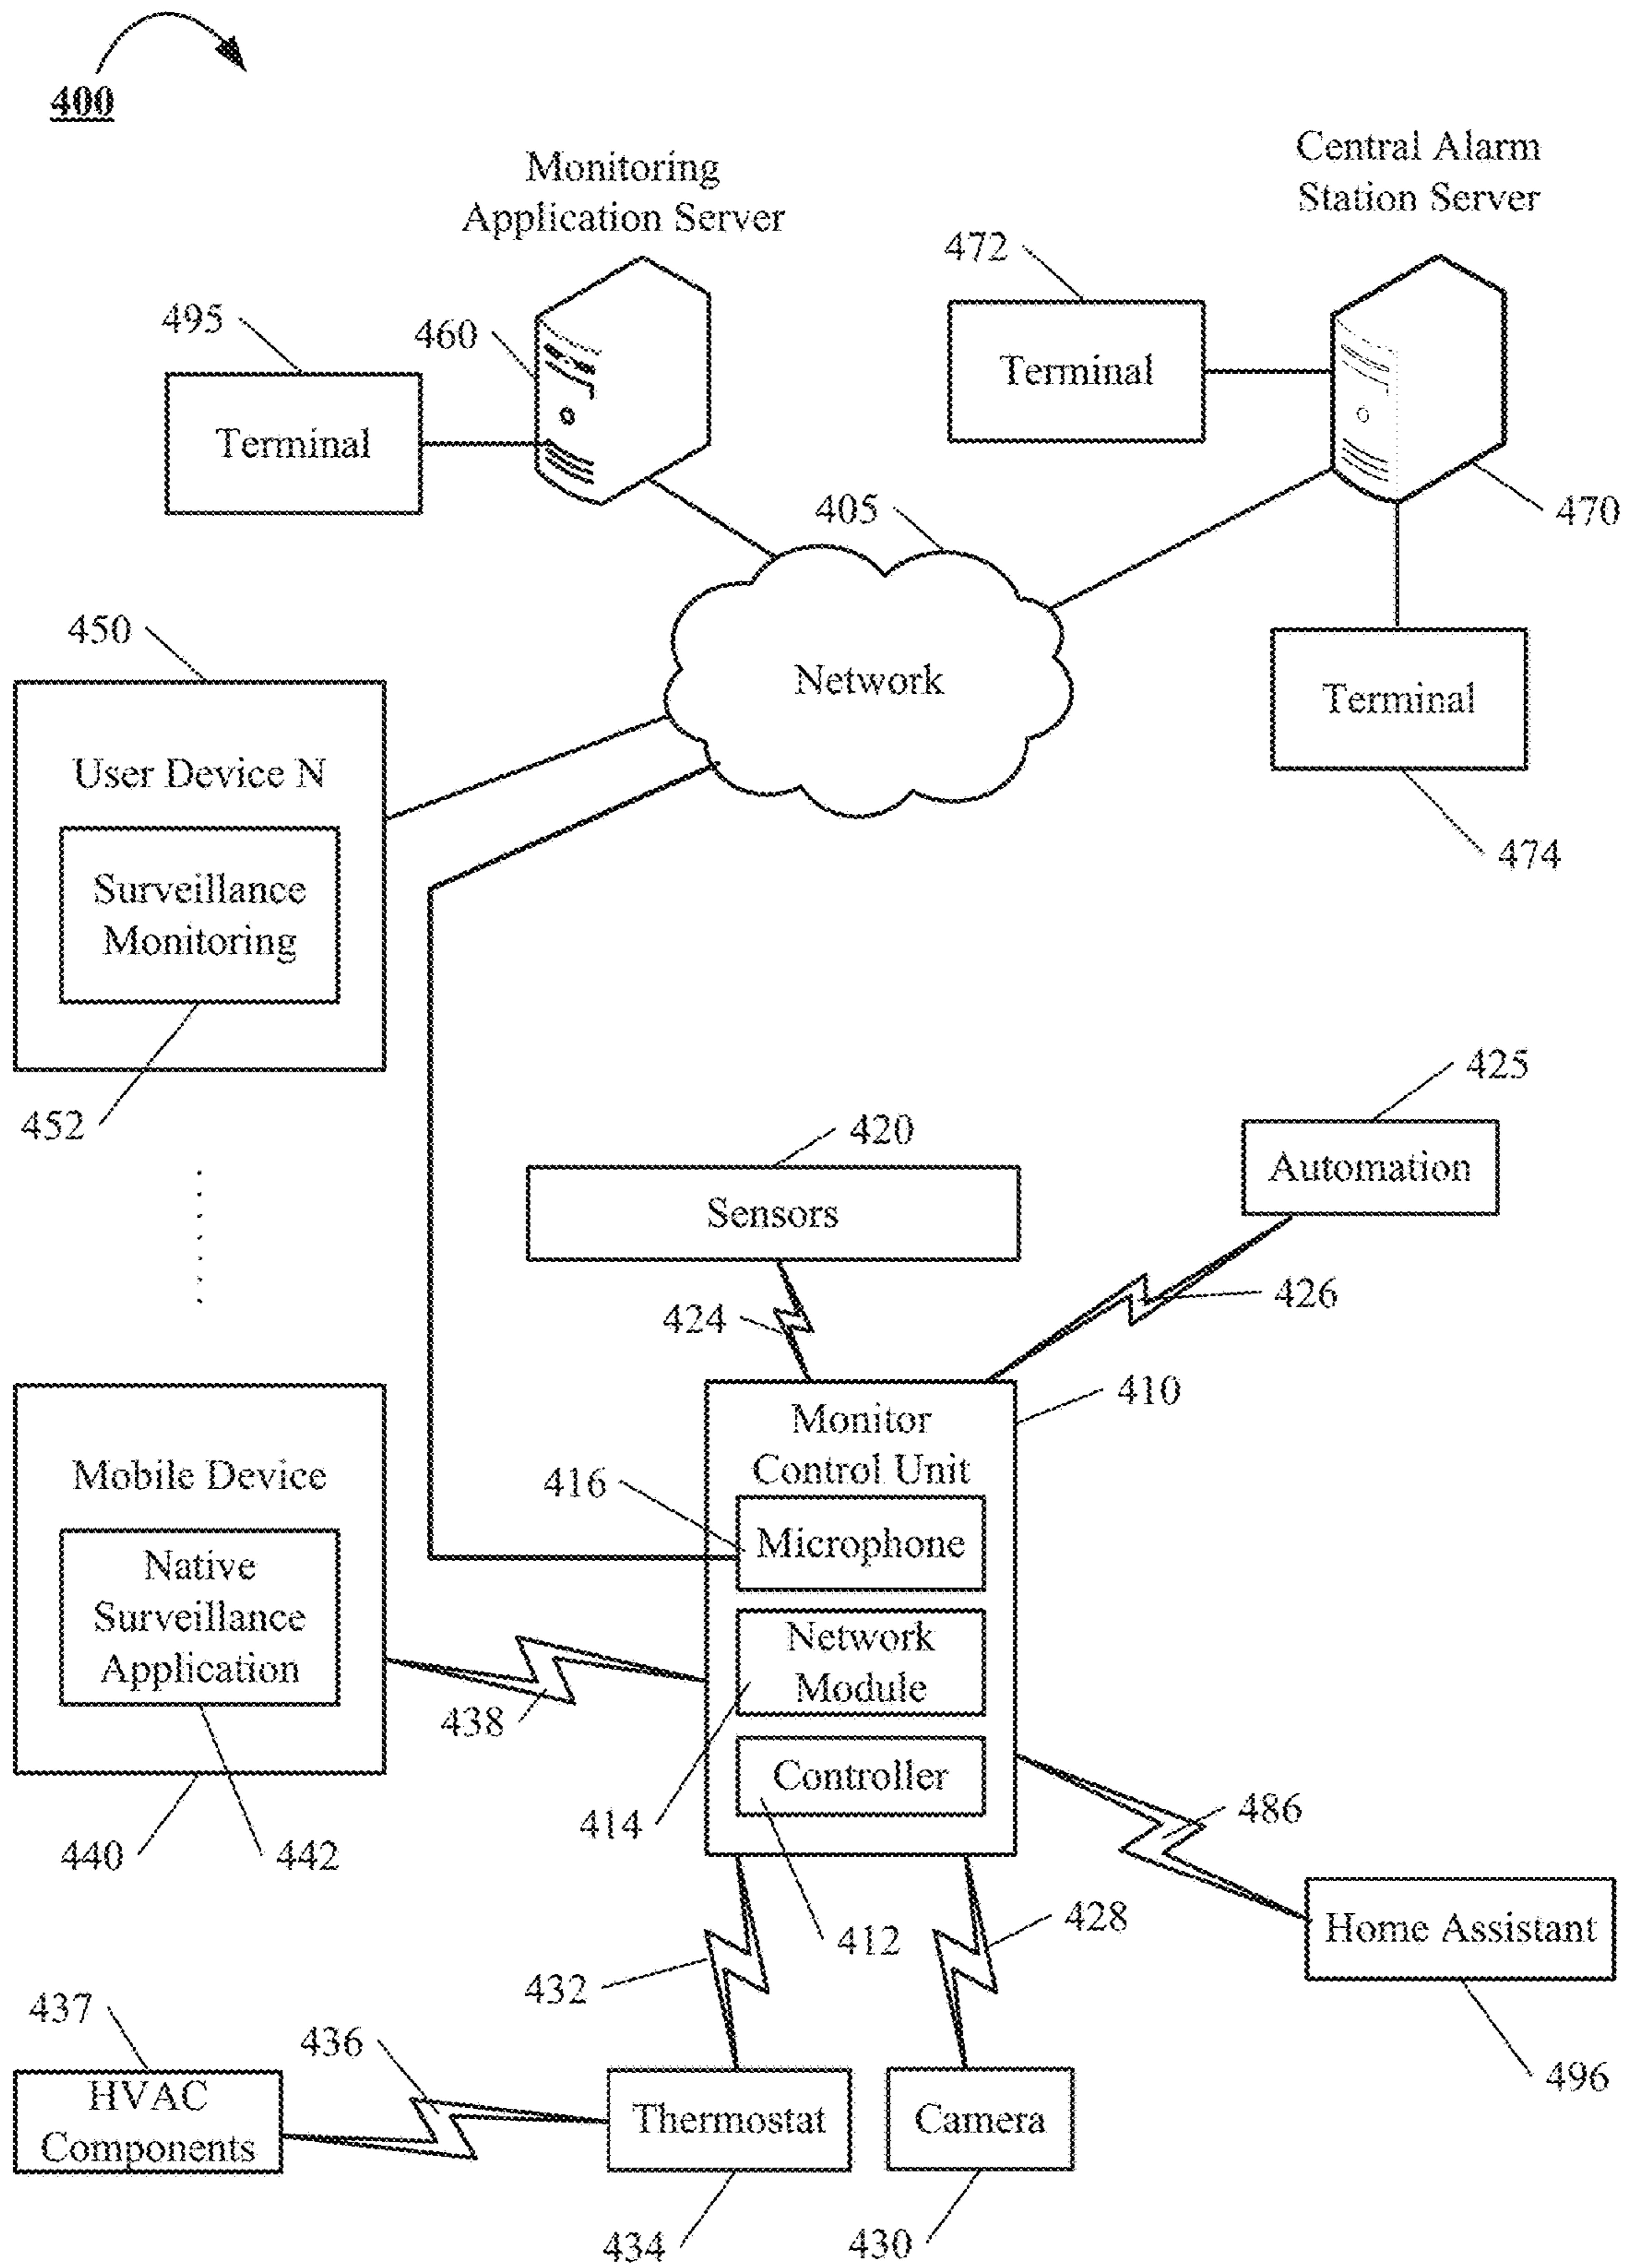 400
Monitoring
Application Server
Central Alarm
Station Server
472
495
460
Terminal
Terminal
405
470
450
Network
Terminal
User Device N
474
Surveillance
Monitoring
452
425
420
Automation
Sensors
424
426
410
Monitor
Control Unit
Mobile Device
416
Microphone
Native
Surveillance
Application
Network
Module
438
Controller
414
486
440
442
412
428
Home Assistant
432
437
436
496
HVAC
Components
Thermostat
Camera
434
430